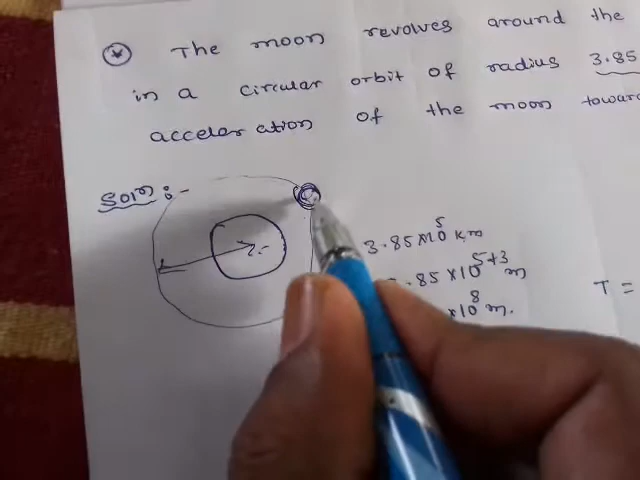 * The moon revolves around the
in a circular orbit of radius 3.85
acceleration of the moon toward
Soln :-
3.85×10⁵ Km
.85×10⁵⁺³ m
×10⁸ m.
T =
r -